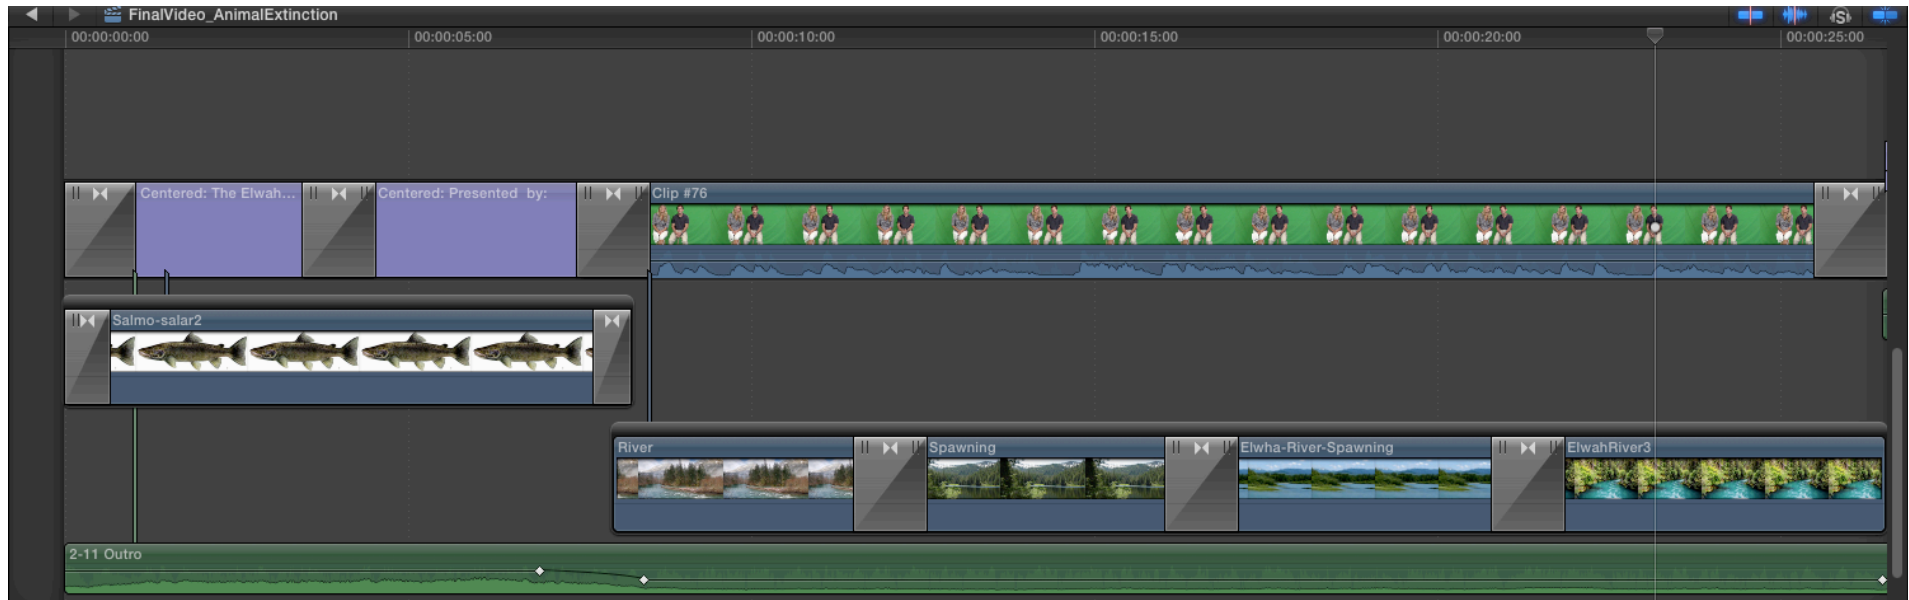 FinalVideo_AnimalExtinction
00:00:00:00 00:00:05:00 00:00:10:00 00:00:15:00 00:00:20:00 00:00:25:00
Centered: The Elwah... Centered: Presented by: Clip #76
Salmo-salar2
River Spawning Elwha-River-Spawning ElwahRiver3
2-11 Outro